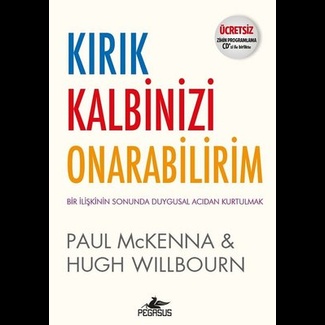 ÜCRETSİZ
ZİHİN PROGRAMLAMA
CD'si ile birlikte
KIRIK
KALBİNİZİ
ONARABİLİRİM
BİR İLİŞKİNİN SONUNDA DUYGUSAL ACIDAN KURTULMAK
PAUL McKENNA &
HUGH WILLBOURN
PEGASUS